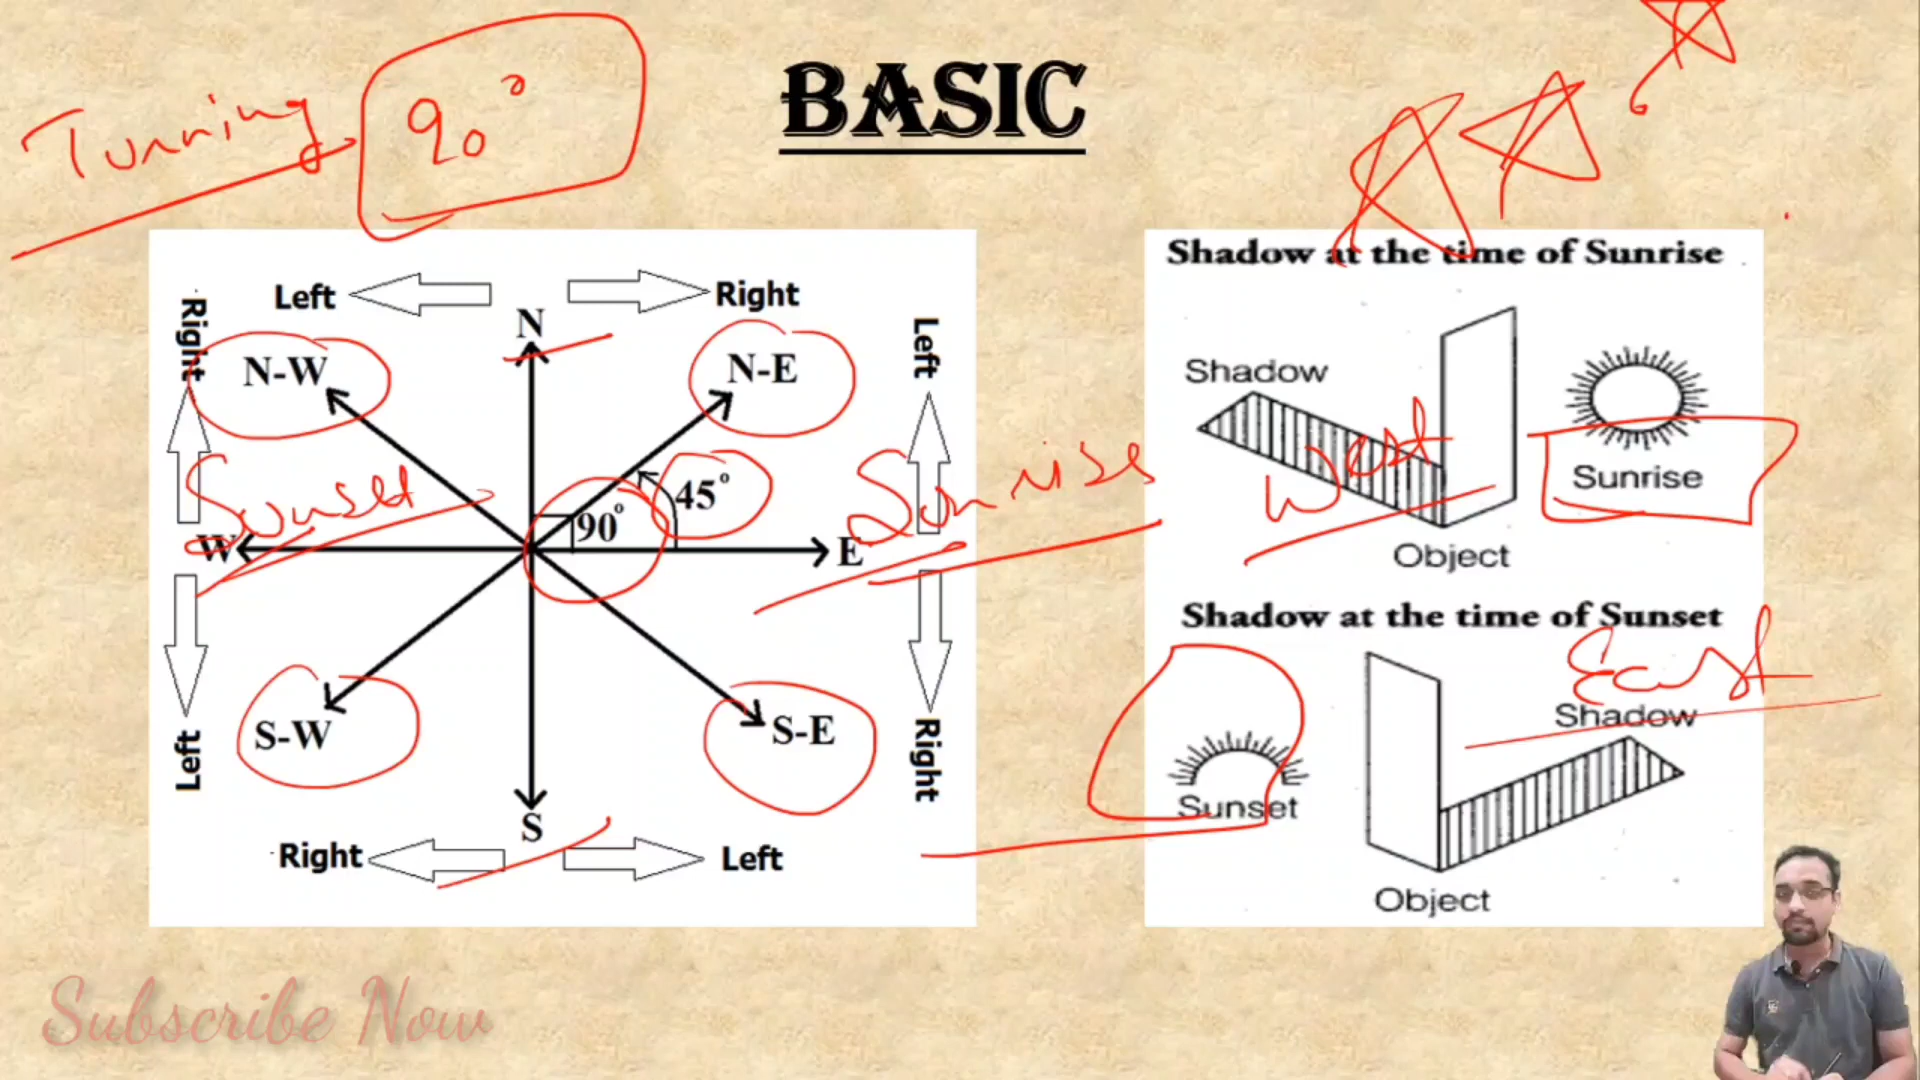 BASIC
Turning 90°
Left
Right
N
Right
Left
N-W
N-E
45°
90°
Sunset
Sunrise
W
E
S-W
S-E
S
Left
Right
Right
Left
Shadow at the time of Sunrise
Shadow
West
Sunrise
Object
Shadow at the time of Sunset
East
Shadow
Sunset
Object
Subscribe Now